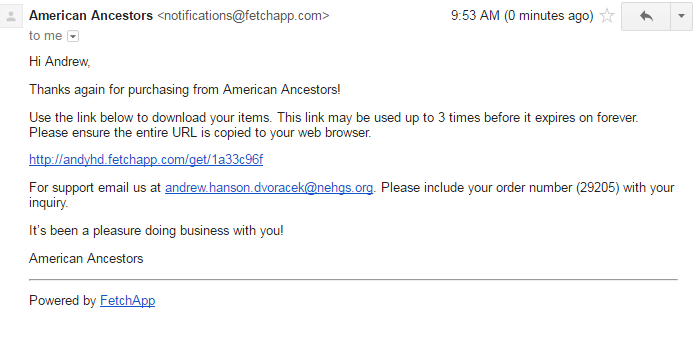 American Ancestors <notifications@fetchapp.com> 9:53 AM (0 minutes ago)
to me
Hi Andrew,
Thanks again for purchasing from American Ancestors!
Use the link below to download your items. This link may be used up to 3 times before it expires on forever.
Please ensure the entire URL is copied to your web browser.
http://andyhd.fetchapp.com/get/1a33c96f
For support email us at andrew.hanson.dvoracek@nehgs.org. Please include your order number (29205) with your
inquiry.
It's been a pleasure doing business with you!
American Ancestors
Powered by FetchApp